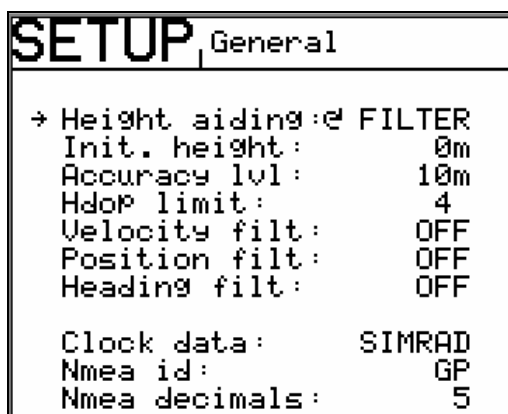 SETUP General
→ Height aiding:@ FILTER
Init. height: 0m
Accuracy lvl: 10m
Hdop limit: 4
Velocity filt: OFF
Position filt: OFF
Heading filt: OFF
Clock data: SIMRAD
Nmea id: GP
Nmea decimals: 5